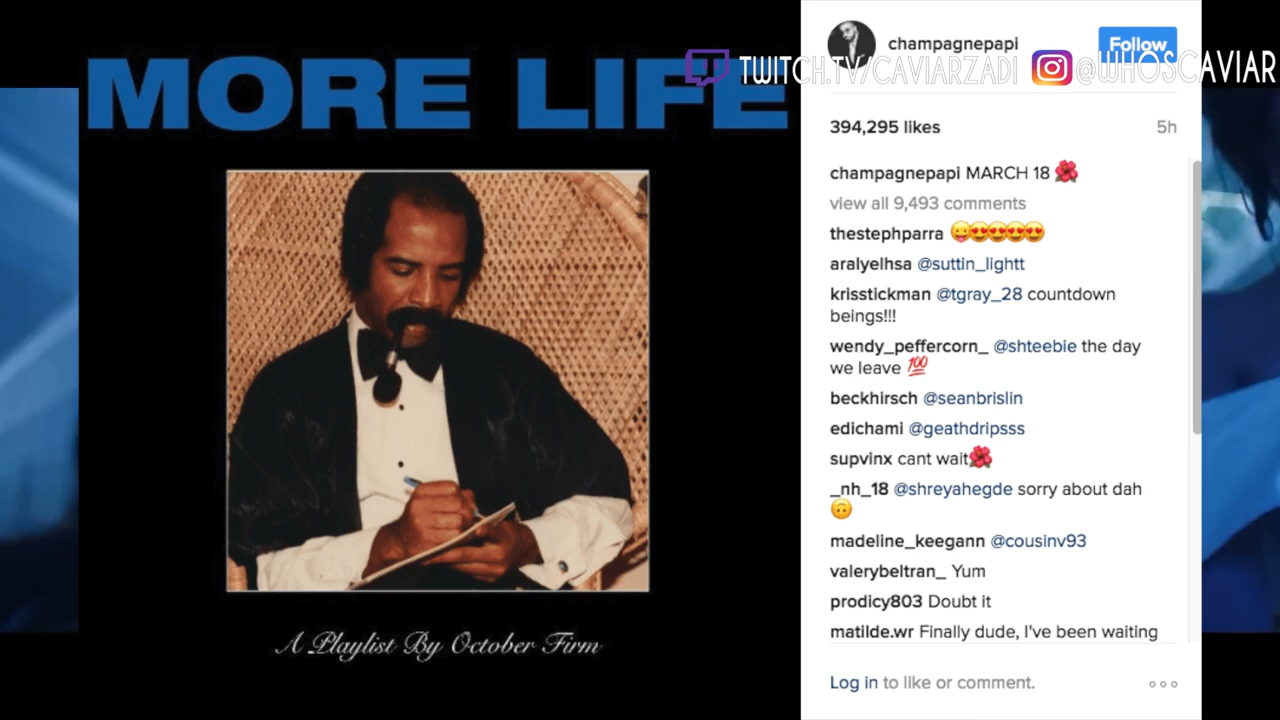 MORE LIFE
A Playlist By October Firm
champagnepapi
Follow
TWITCH.TV/CAVIARZADI @WHOSCAVIAR
394,295 likes 5h
champagnepapi MARCH 18 🌺
view all 9,493 comments
thestephparra 😛😍😍😍😍
aralyelhsa @suttin_lightt
krisstickman @tgray_28 countdown
beings!!!
wendy_peffercorn_ @shteebie the day
we leave 💯
beckhirsch @seanbrislin
edichami @geathdripsss
supvinx cant wait🌺
_nh_18 @shreyahegde sorry about dah
🙃
madeline_keegann @cousinv93
valerybeltran_ Yum
prodicy803 Doubt it
matilde.wr Finally dude, I've been waiting
Log in to like or comment.